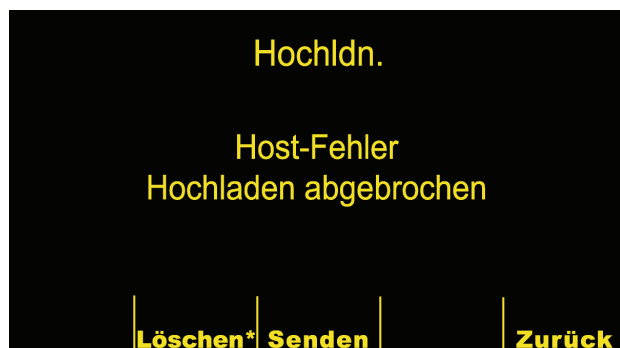 Hochldn.
Host-Fehler
Hochladen abgebrochen
Löschen* Senden Zurück